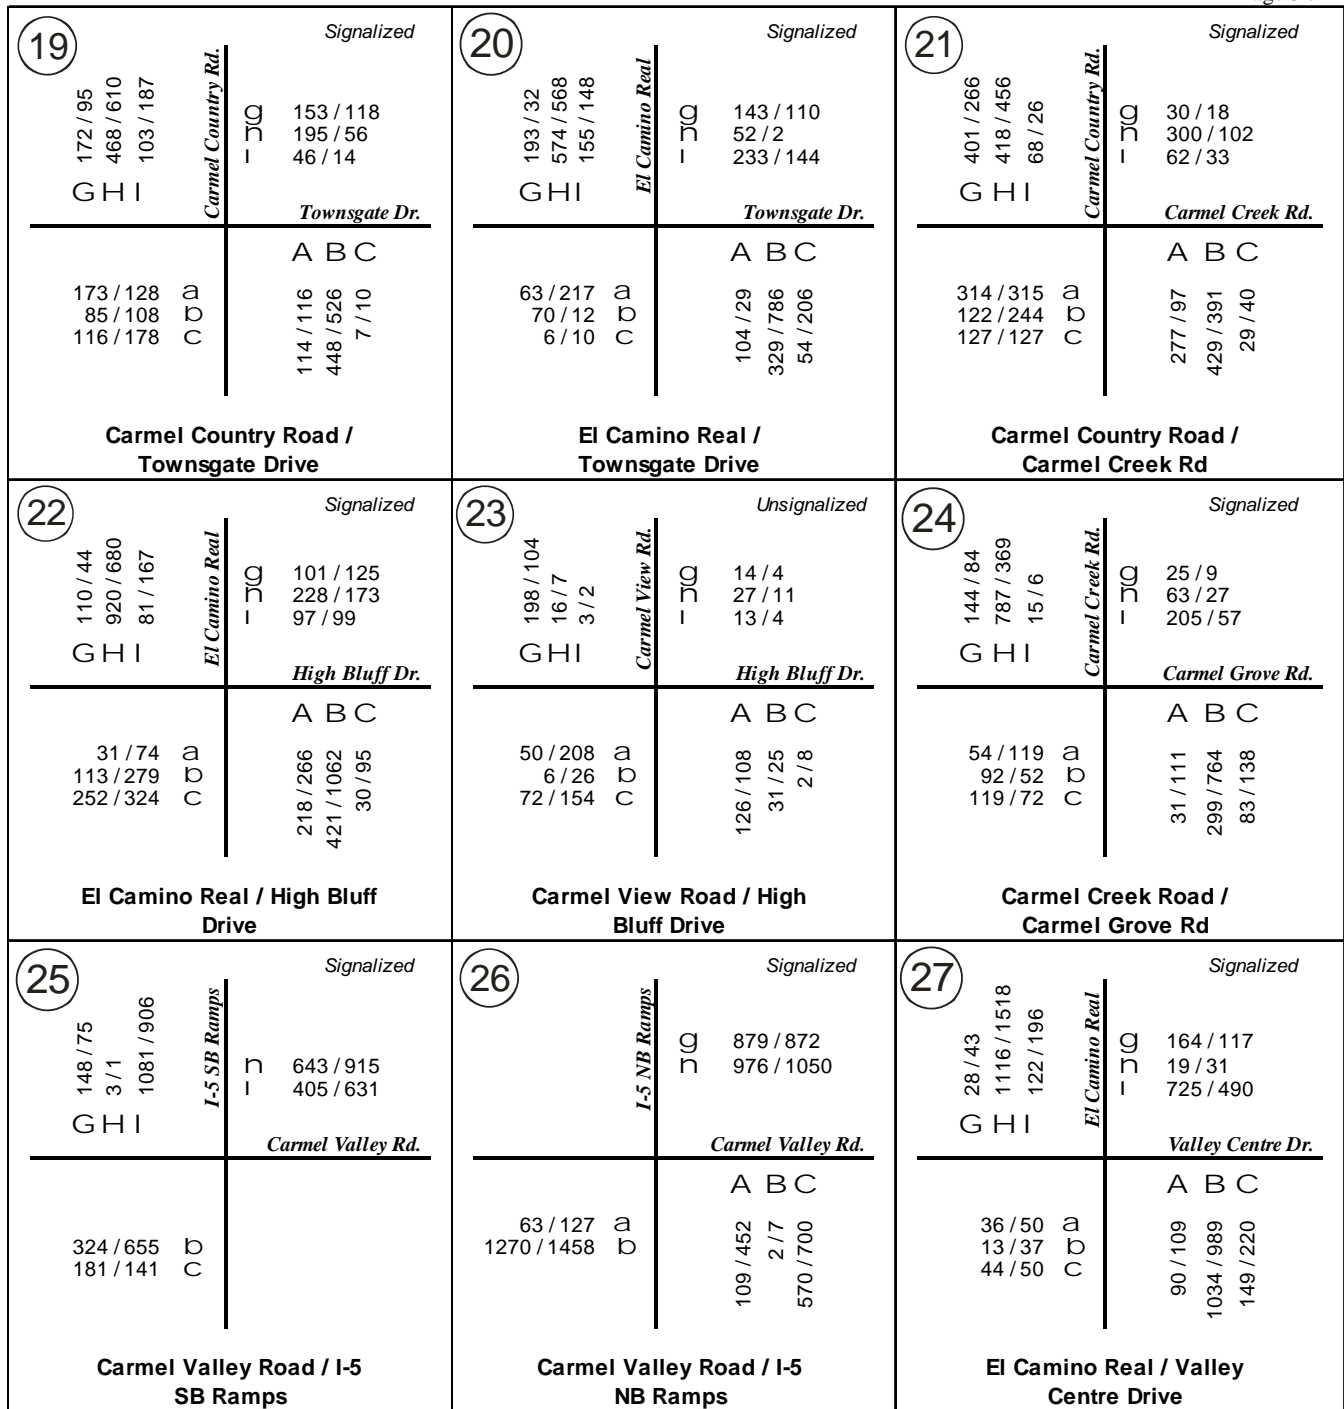 19
Signalized
172 / 95
468 / 610
103 / 187
G H I
Carmel Country Rd.
g 153 / 118
h 195 / 56
i 46 / 14
Townsgate Dr.
A B C
173 / 128 a
85 / 108 b
116 / 178 c
114 / 116
448 / 526
7 / 10
Carmel Country Road /
Townsgate Drive
20
Signalized
193 / 32
574 / 568
155 / 148
G H I
El Camino Real
g 143 / 110
h 52 / 2
i 233 / 144
Townsgate Dr.
A B C
63 / 217 a
70 / 12 b
6 / 10 c
104 / 29
329 / 786
54 / 206
El Camino Real /
Townsgate Drive
21
Signalized
401 / 266
418 / 456
68 / 26
G H I
Carmel Country Rd.
g 30 / 18
h 300 / 102
i 62 / 33
Carmel Creek Rd.
A B C
314 / 315 a
122 / 244 b
127 / 127 c
277 / 97
429 / 391
29 / 40
Carmel Country Road /
Carmel Creek Rd
22
Signalized
110 / 44
920 / 680
81 / 167
G H I
El Camino Real
g 101 / 125
h 228 / 173
i 97 / 99
High Bluff Dr.
A B C
31 / 74 a
113 / 279 b
252 / 324 c
218 / 266
421 / 1062
30 / 95
El Camino Real / High Bluff
Drive
23
Unsignalized
198 / 104
16 / 7
3 / 2
G H I
Carmel View Rd.
g 14 / 4
h 27 / 11
i 13 / 4
High Bluff Dr.
A B C
50 / 208 a
6 / 26 b
72 / 154 c
126 / 108
31 / 25
2 / 8
Carmel View Road / High
Bluff Drive
24
Signalized
144 / 84
787 / 369
15 / 6
G H I
Carmel Creek Rd.
g 25 / 9
h 63 / 27
i 205 / 57
Carmel Grove Rd.
A B C
54 / 119 a
92 / 52 b
119 / 72 c
31 / 111
299 / 764
83 / 138
Carmel Creek Road /
Carmel Grove Rd
25
Signalized
148 / 75
3 / 1
1081 / 906
G H I
I-5 SB Ramps
h 643 / 915
i 405 / 631
Carmel Valley Rd.
324 / 655 b
181 / 141 c
Carmel Valley Road / I-5
SB Ramps
26
Signalized
I-5 NB Ramps
g 879 / 872
h 976 / 1050
Carmel Valley Rd.
A B C
63 / 127 a
1270 / 1458 b
109 / 452
2 / 7
570 / 700
Carmel Valley Road / I-5
NB Ramps
27
Signalized
28 / 43
1116 / 1518
122 / 196
G H I
El Camino Real
g 164 / 117
h 19 / 31
i 725 / 490
Valley Centre Dr.
A B C
36 / 50 a
13 / 37 b
44 / 50 c
90 / 109
1034 / 989
149 / 220
El Camino Real / Valley
Centre Drive